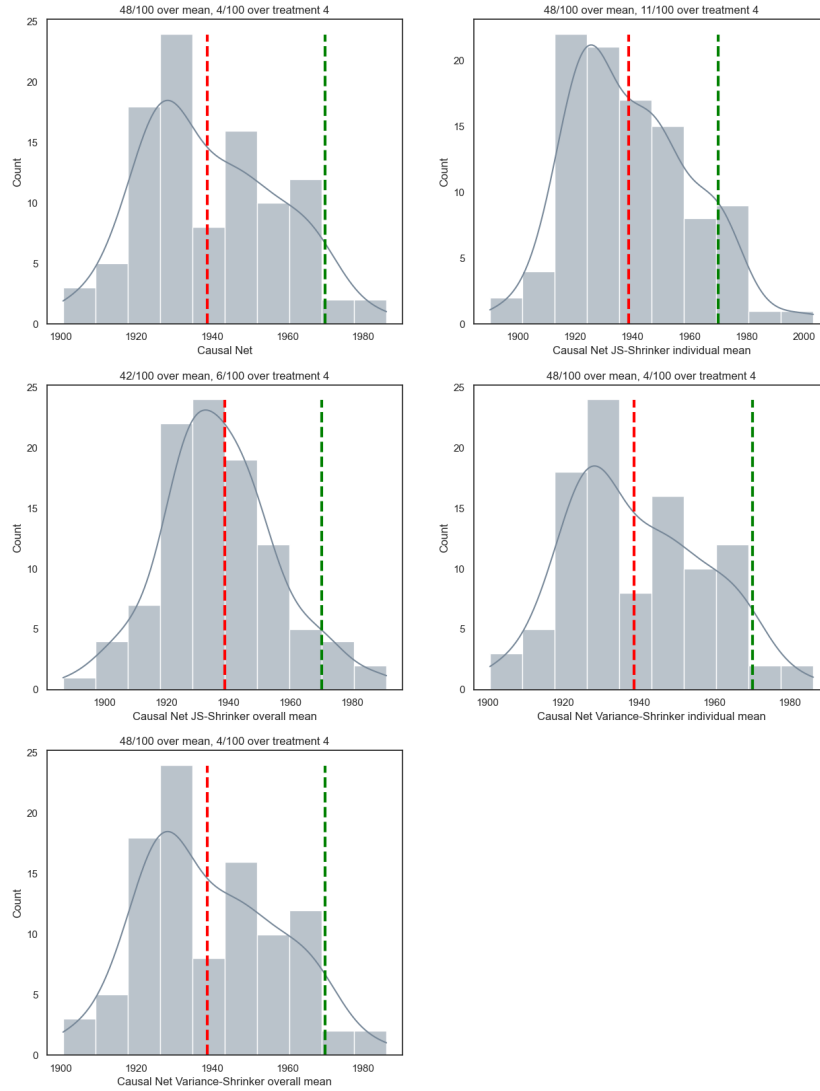 48/100 over mean, 4/100 over treatment 4
25
20
15
10
5
0
Count
1900 1920 1940 1960 1980
Causal Net
48/100 over mean, 11/100 over treatment 4
20
15
10
5
0
Count
1900 1920 1940 1960 1980 2000
Causal Net JS-Shrinker individual mean
42/100 over mean, 6/100 over treatment 4
25
20
15
10
5
0
Count
1900 1920 1940 1960 1980
Causal Net JS-Shrinker overall mean
48/100 over mean, 4/100 over treatment 4
25
20
15
10
5
0
Count
1900 1920 1940 1960 1980
Causal Net Variance-Shrinker individual mean
48/100 over mean, 4/100 over treatment 4
25
20
15
10
5
0
Count
1900 1920 1940 1960 1980
Causal Net Variance-Shrinker overall mean